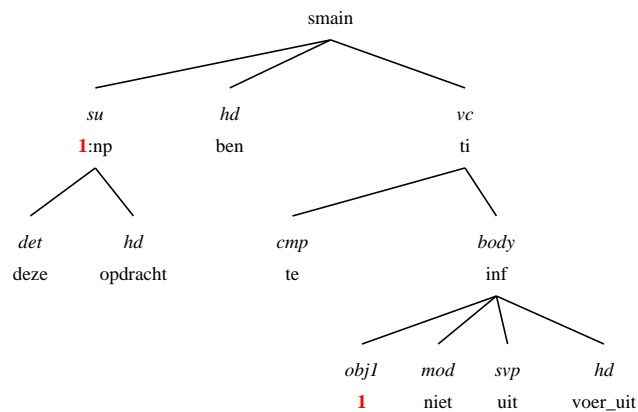 smain
su hd vc
1:np ben ti
det hd cmp body
deze opdracht te inf
obj1 mod svp hd
1 niet uit voer_uit